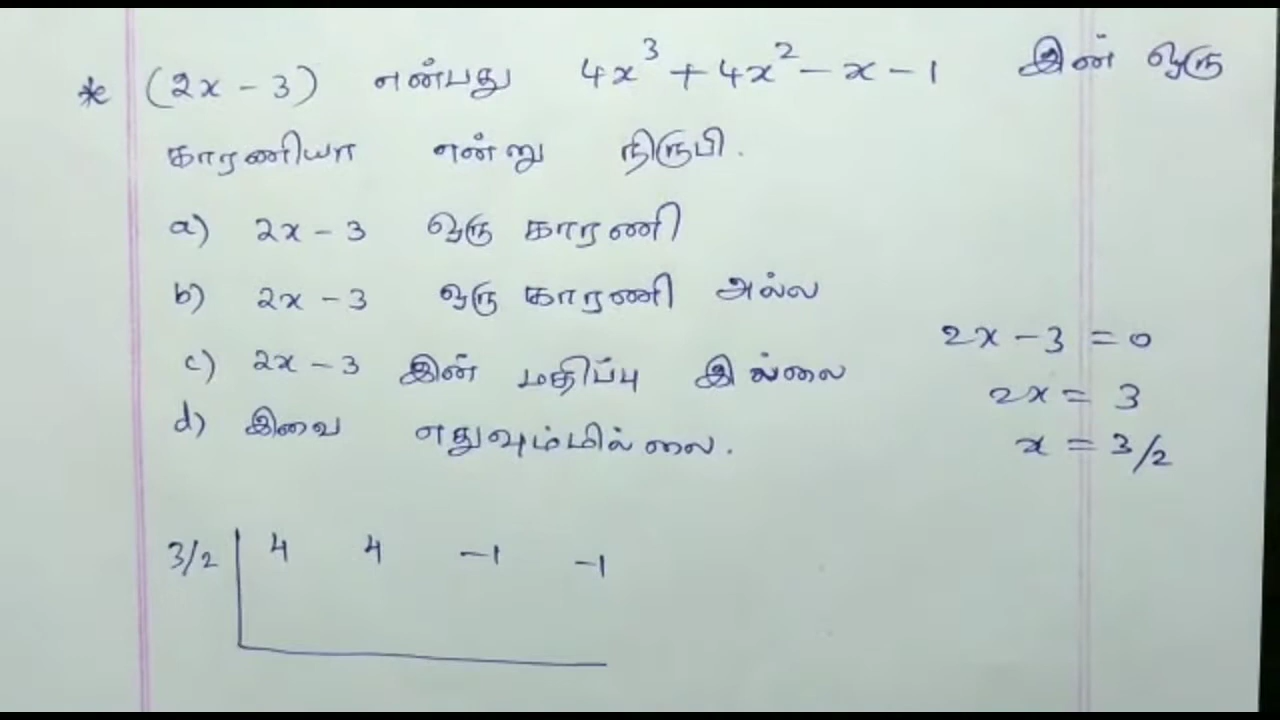 * (2x - 3) என்பது 4x³ + 4x² - x - 1 இன் ஒரு
காரணியா என்று நிருபி.
a) 2x - 3 ஒரு காரணி
b) 2x - 3 ஒரு காரணி அல்ல
c) 2x - 3 இன் மதிப்பு இல்லை
d) இவை எதுவும்மில்லை.
2x - 3 = 0
2x = 3
x = 3/2
3/2 | 4 4 -1 -1